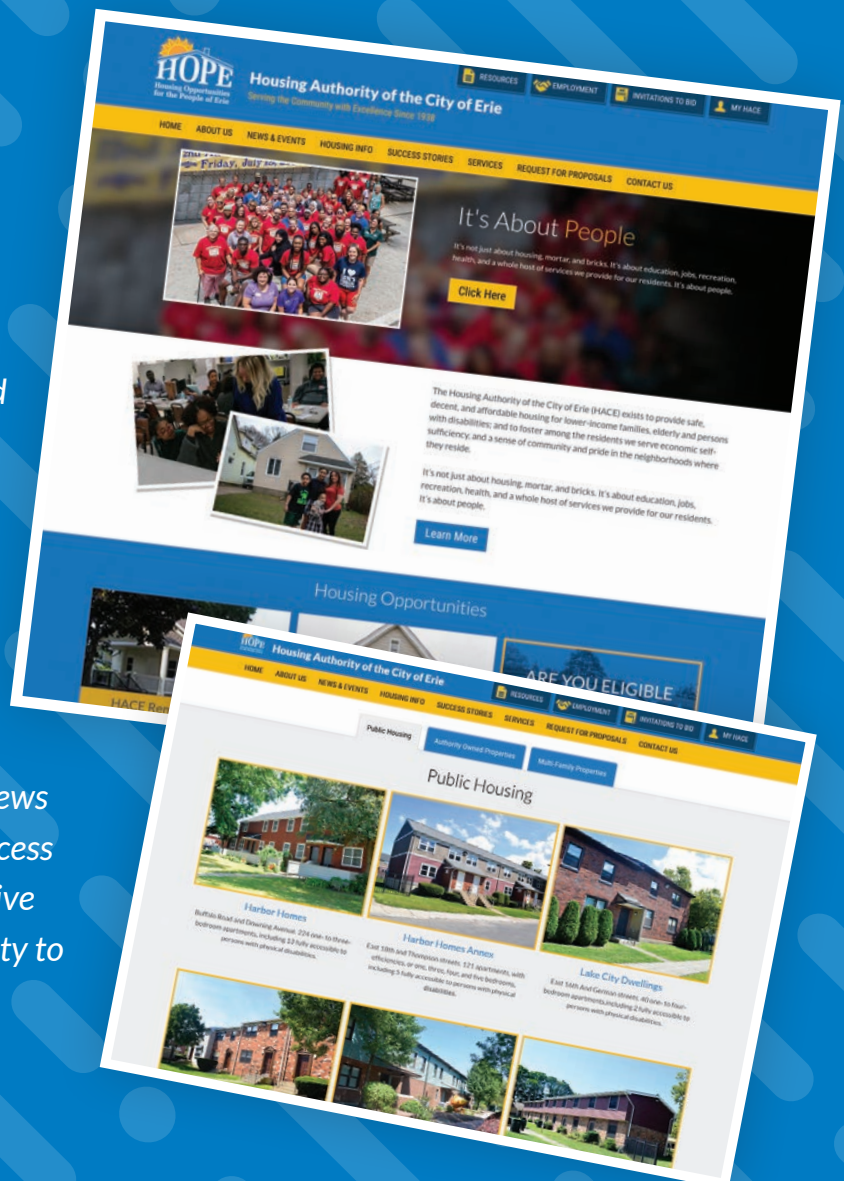 HOPE
Housing Opportunities
for the People of Erie
Housing Authority of the City of Erie
Serving the Community with Excellence Since 1938
RESOURCES
EMPLOYMENT
INVITATIONS TO BID
MY HACE
HOME
ABOUT US
NEWS & EVENTS
HOUSING INFO
SUCCESS STORIES
SERVICES
REQUEST FOR PROPOSALS
CONTACT US
Friday, July
It's About People
It's not just about housing, mortar, and bricks. It's about education, jobs, recreation,
health, and a whole host of services we provide for our residents. It's about people.
Click Here
d
The Housing Authority of the City of Erie (HACE) exists to provide safe,
decent, and affordable housing for lower-income families, elderly and persons
with disabilities; and to foster among the residents we serve economic self-
sufficiency, and a sense of community and pride in the neighborhoods where
they reside.
It's not just about housing, mortar, and bricks. It's about education, jobs,
recreation, health, and a whole host of services we provide for our residents.
It's about people.
Learn More
Housing Opportunities
HACE Ren
ARE YOU ELIGIBLE
HOPE
Housing Authority of the City of Erie
RESOURCES
EMPLOYMENT
INVITATIONS TO BID
MY HACE
HOME
ABOUT US
NEWS & EVENTS
HOUSING INFO
SUCCESS STORIES
SERVICES
REQUEST FOR PROPOSALS
CONTACT US
Public Housing
Authority Owned Properties
Multi-Family Properties
Public Housing
ews
cess
ive
ty to
Harbor Homes
Buffalo Road and Downing Avenue. 224 one- to three-
bedroom apartments, including 13 fully accessible to
persons with physical disabilities.
Harbor Homes Annex
East 18th and Thompson streets. 121 apartments, with
efficiencies, or one, three, four, and five bedrooms,
including 5 fully accessible to persons with physical
disabilities.
Lake City Dwellings
East 16th And German streets. 40 one- to four-
bedroom apartments,including 2 fully accessible to
persons with physical disabilities.